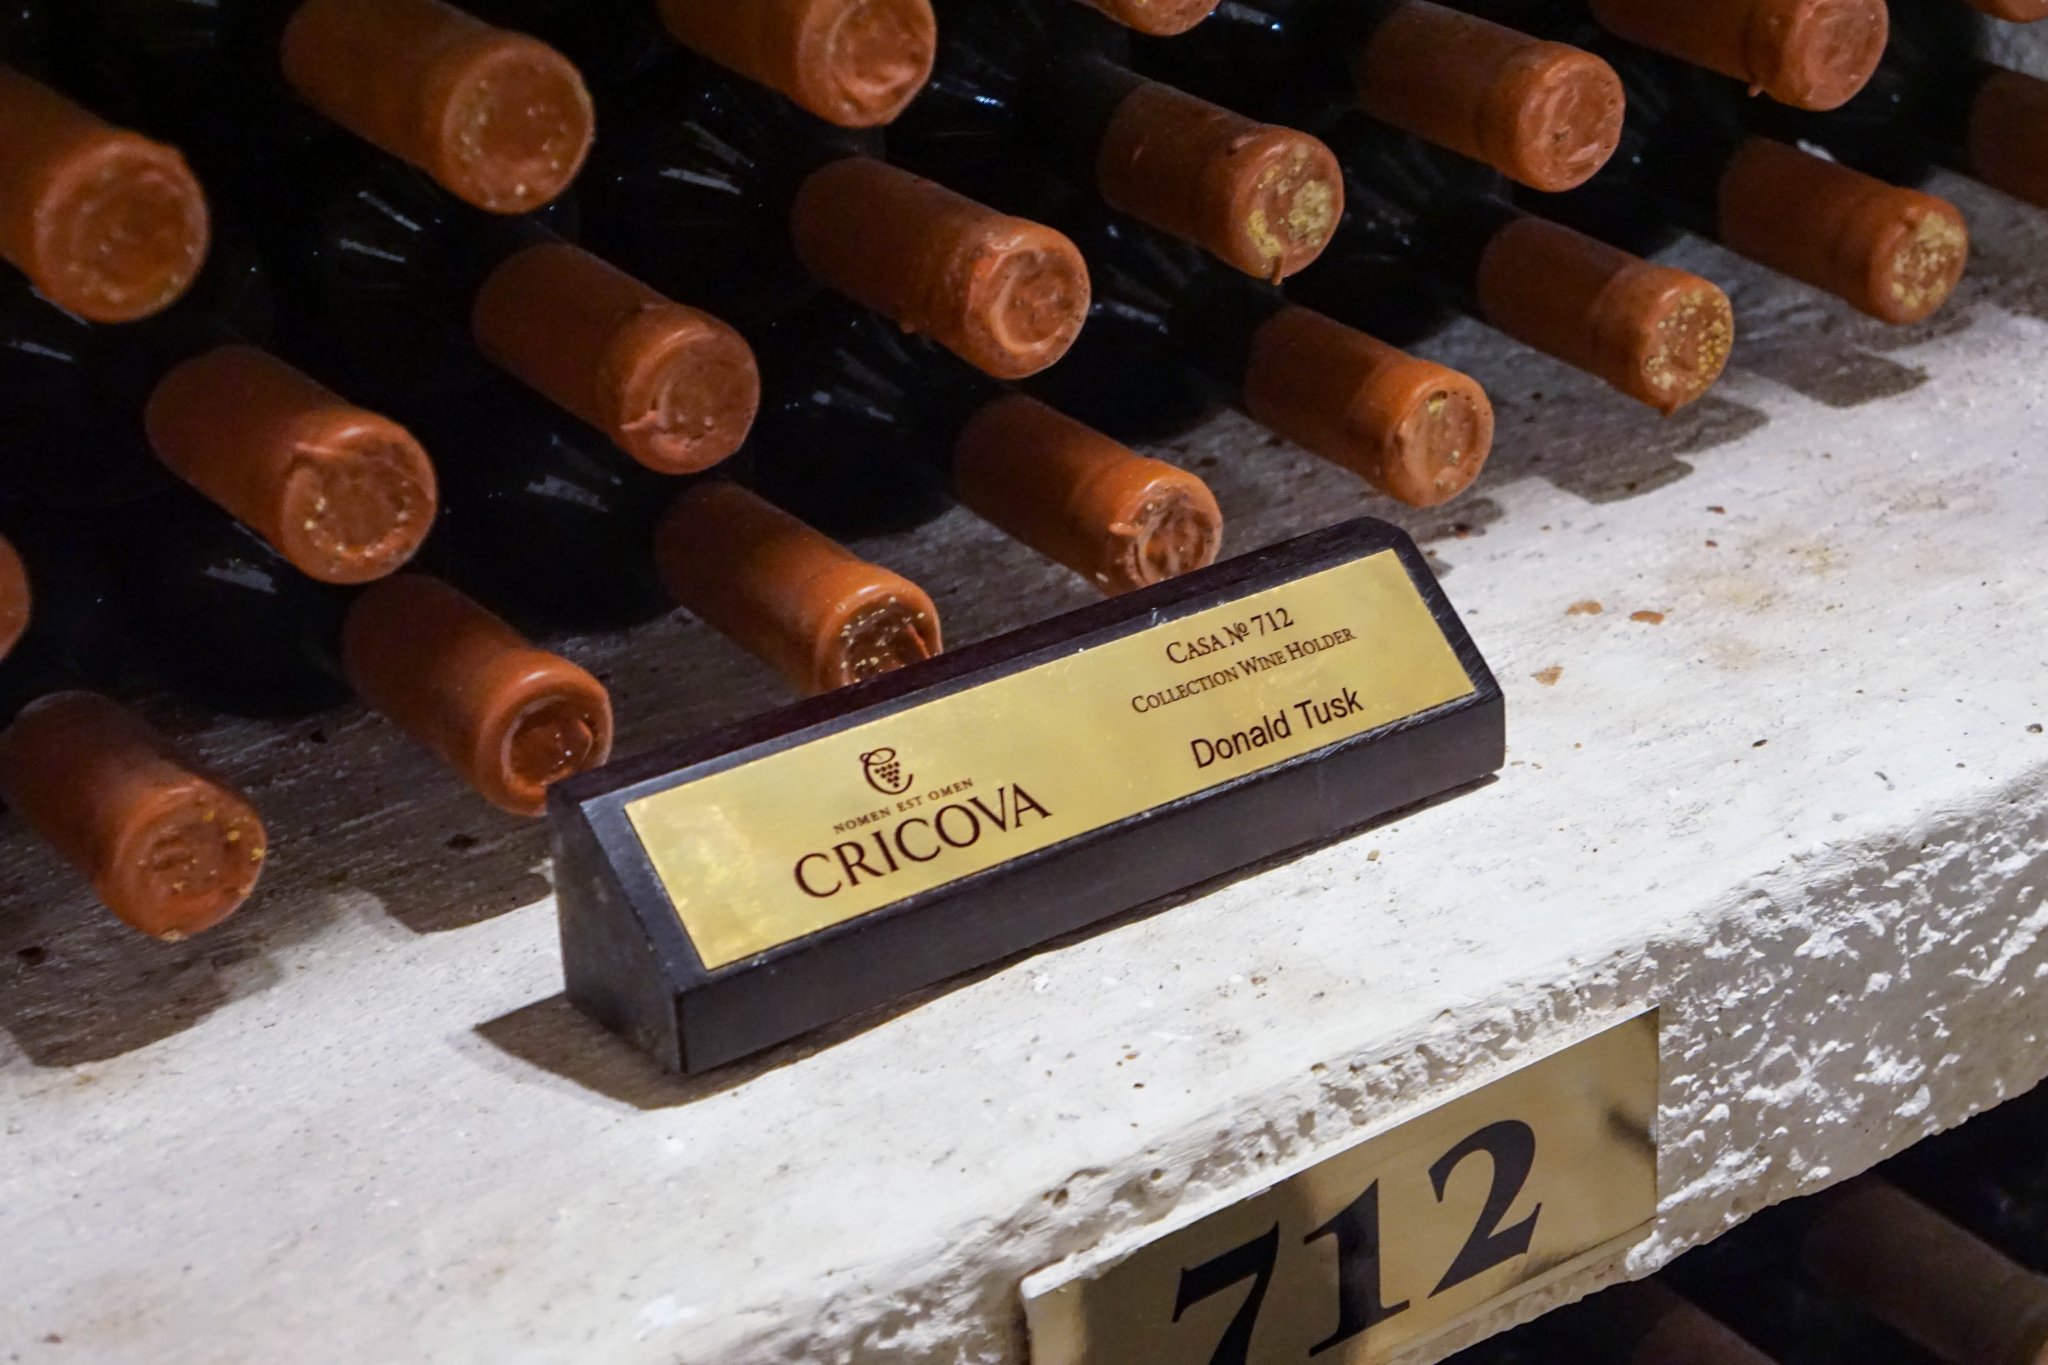 NOMEN EST OMEN
CRICOVA
CASA № 712
COLLECTION WINE HOLDER
Donald Tusk
712